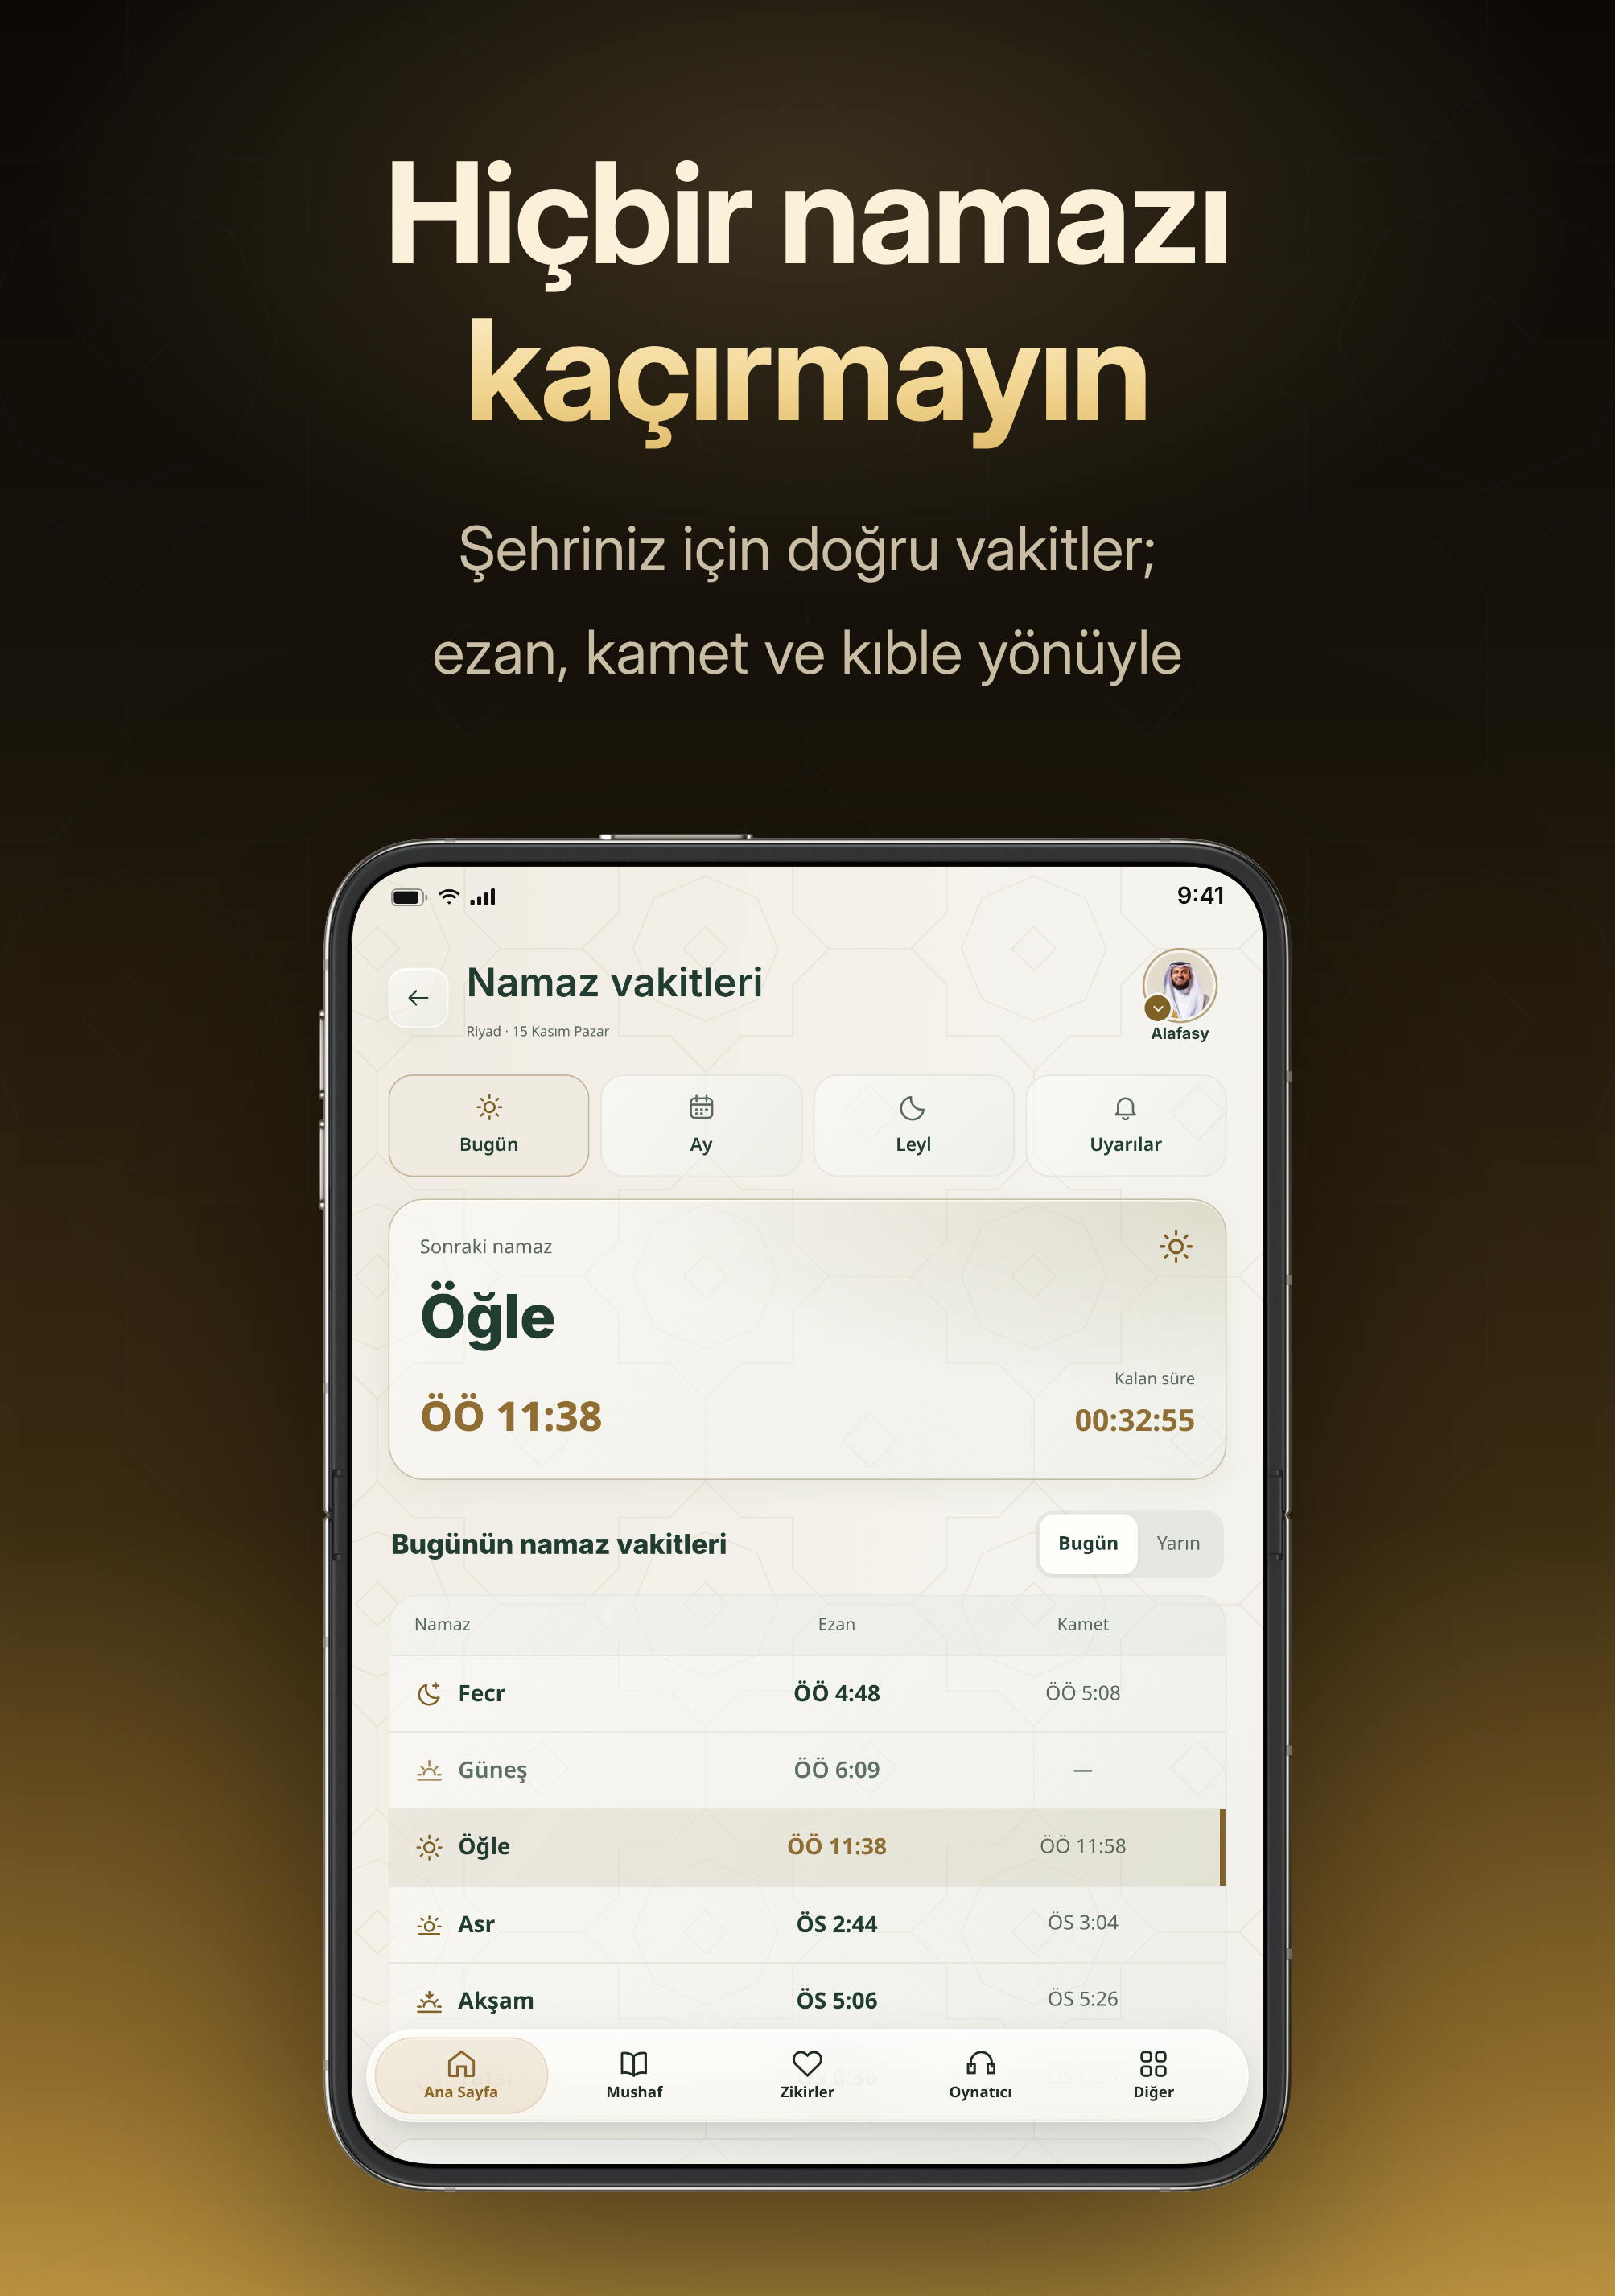 Hiçbir namazı
kaçırmayın
Şehriniz için doğru vakitler;
ezan, kamet ve kıble yönüyle
9:41
Namaz vakitleri
Riyad · 15 Kasım Pazar
Alafasy
Bugün
Ay
Leyl
Uyarılar
Sonraki namaz
Öğle
ÖÖ 11:38
Kalan süre
00:32:55
Bugünün namaz vakitleri
Bugün Yarın
Namaz Ezan Kamet
Fecr ÖÖ 4:48 ÖÖ 5:08
Güneş ÖÖ 6:09 —
Öğle ÖÖ 11:38 ÖÖ 11:58
Asr ÖS 2:44 ÖS 3:04
Akşam ÖS 5:06 ÖS 5:26
Ana Sayfa Mushaf Zikirler Oynatıcı Diğer